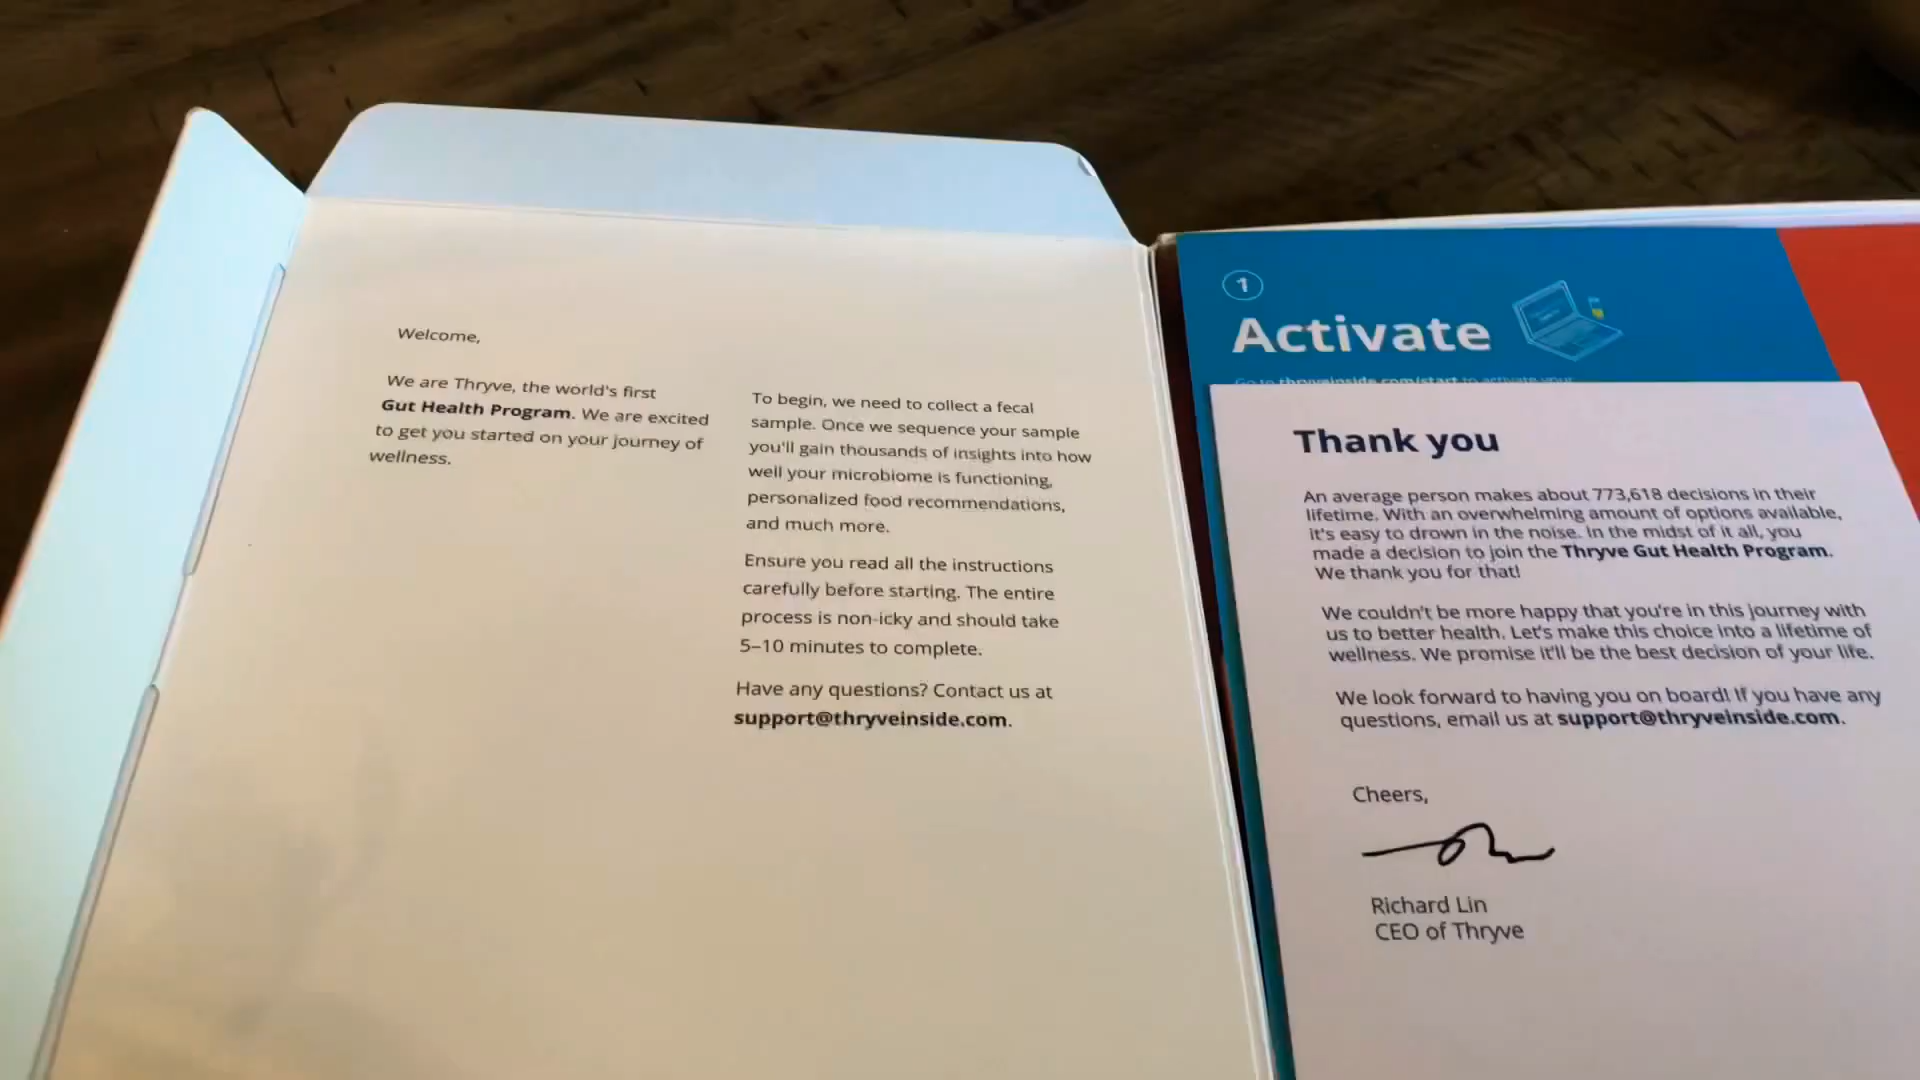 Welcome,
We are Thryve, the world's first
Gut Health Program. We are excited
to get you started on your journey of
wellness.
To begin, we need to collect a fecal
sample. Once we sequence your sample
you'll gain thousands of insights into how
well your microbiome is functioning,
personalized food recommendations,
and much more.
Ensure you read all the instructions
carefully before starting. The entire
process is non-icky and should take
5–10 minutes to complete.
Have any questions? Contact us at
support@thryveinside.com.
1
Activate
Go to thryveinside.com/start to activate your
Thank you
An average person makes about 773,618 decisions in their
lifetime. With an overwhelming amount of options available,
it's easy to drown in the noise. In the midst of it all, you
made a decision to join the Thryve Gut Health Program.
We thank you for that!
We couldn't be more happy that you're in this journey with
us to better health. Let's make this choice into a lifetime of
wellness. We promise it'll be the best decision of your life.
We look forward to having you on board! If you have any
questions, email us at support@thryveinside.com.
Cheers,
Richard Lin
CEO of Thryve